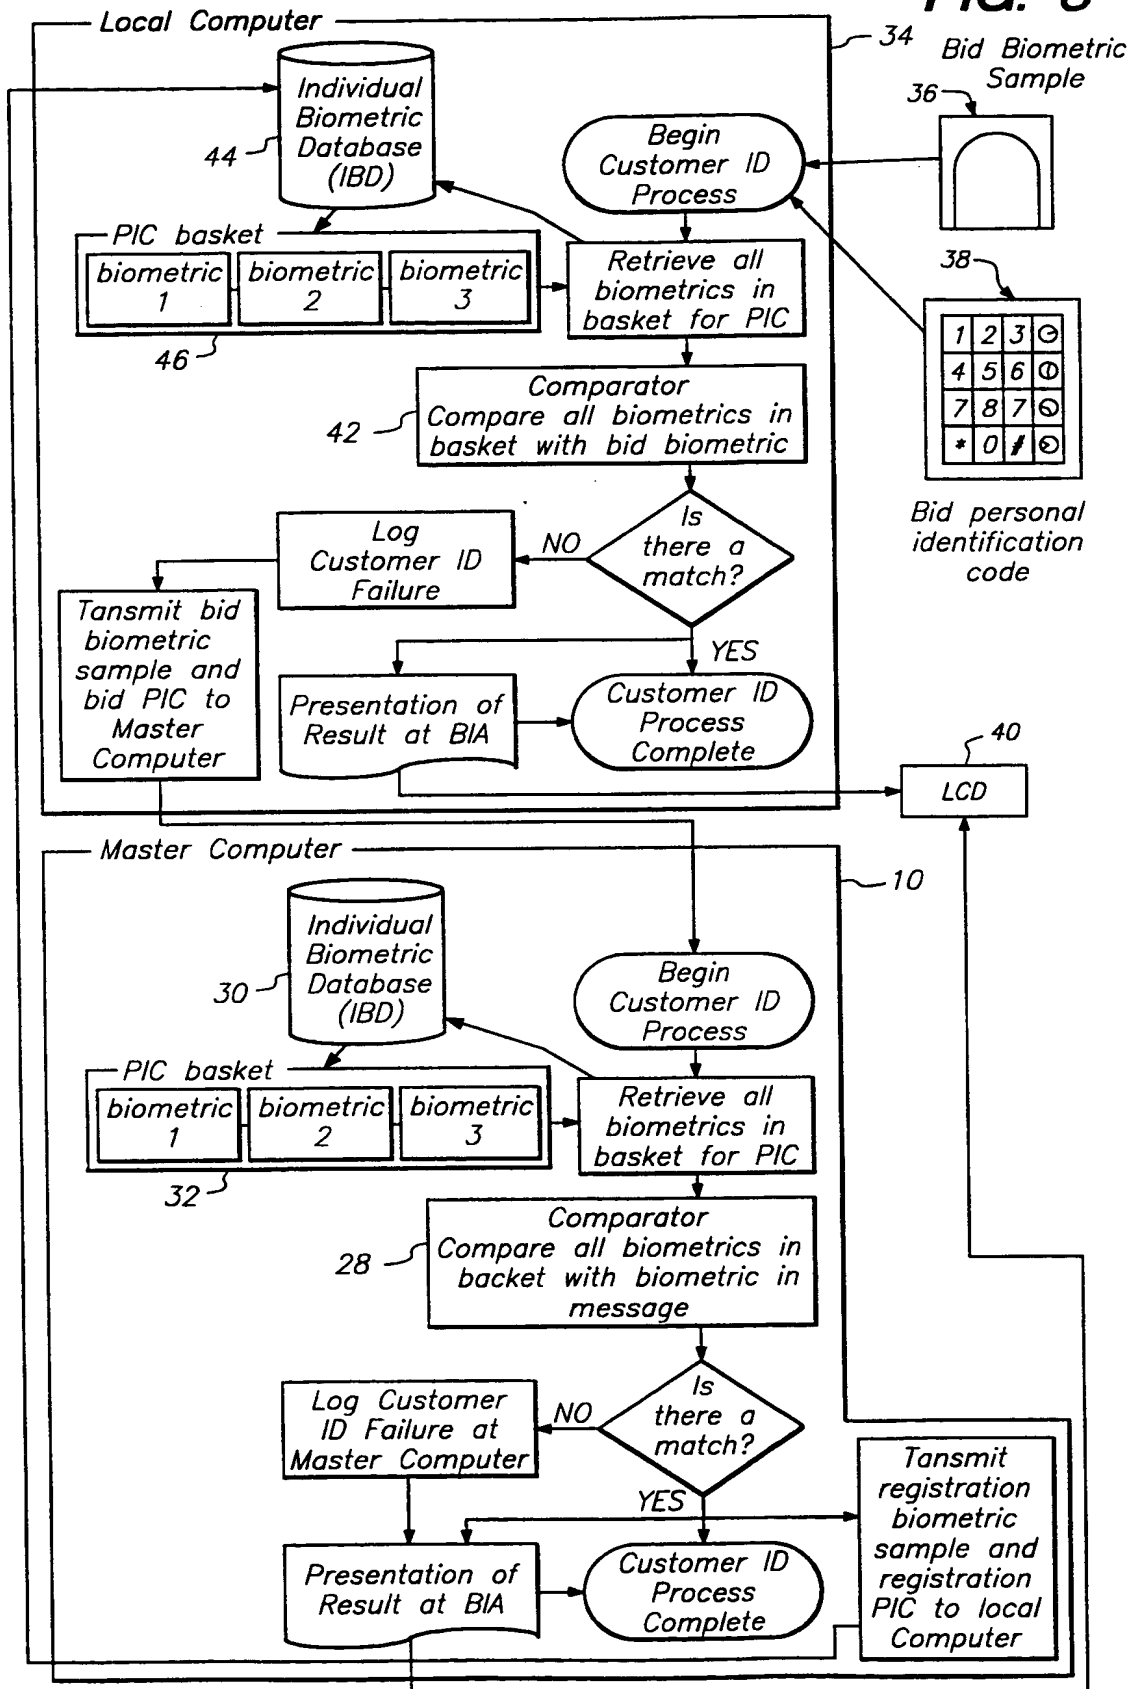 Local Computer
34
Bid Biometric
Sample
36
Individual
Biometric
Database
(IBD)
44
Begin
Customer ID
Process
PIC basket
biometric
1
biometric
2
biometric
3
46
Retrieve all
biometrics in
basket for PIC
38
1 2 3
4 5 6
7 8 7
* 0 #
Bid personal
identification
code
Comparator
Compare all biometrics in
basket with bid biometric
42
Is
there a
match?
NO
Log
Customer ID
Failure
Tansmit bid
biometric
sample and
bid PIC to
Master
Computer
YES
Presentation of
Result at BIA
Customer ID
Process
Complete
40
LCD
Master Computer
10
Individual
Biometric
Database
(IBD)
30
Begin
Customer ID
Process
PIC basket
biometric
1
biometric
2
biometric
3
32
Retrieve all
biometrics in
basket for PIC
Comparator
Compare all biometrics in
backet with biometric in
message
28
Is
there a
match?
NO
Log Customer
ID Failure at
Master Computer
YES
Tansmit
registration
biometric
sample and
registration
PIC to local
Computer
Presentation of
Result at BIA
Customer ID
Process
Complete